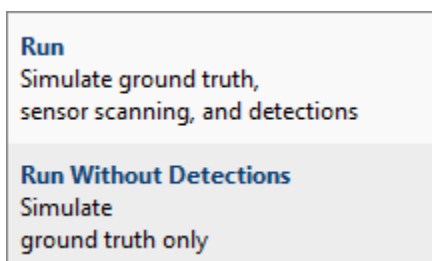 Run
Simulate ground truth,
sensor scanning, and detections
Run Without Detections
Simulate
ground truth only